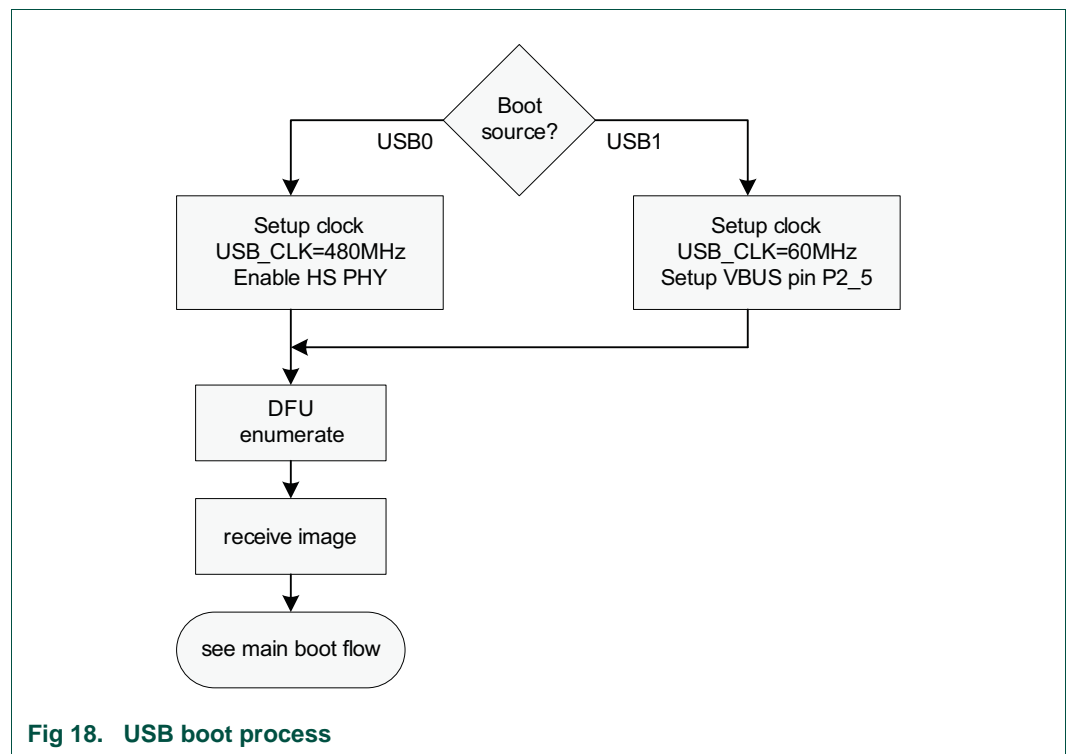 Boot
source?
USB0
USB1
Setup clock
USB_CLK=480MHz
Enable HS PHY
Setup clock
USB_CLK=60MHz
Setup VBUS pin P2_5
DFU
enumerate
receive image
see main boot flow
Fig 18. USB boot process